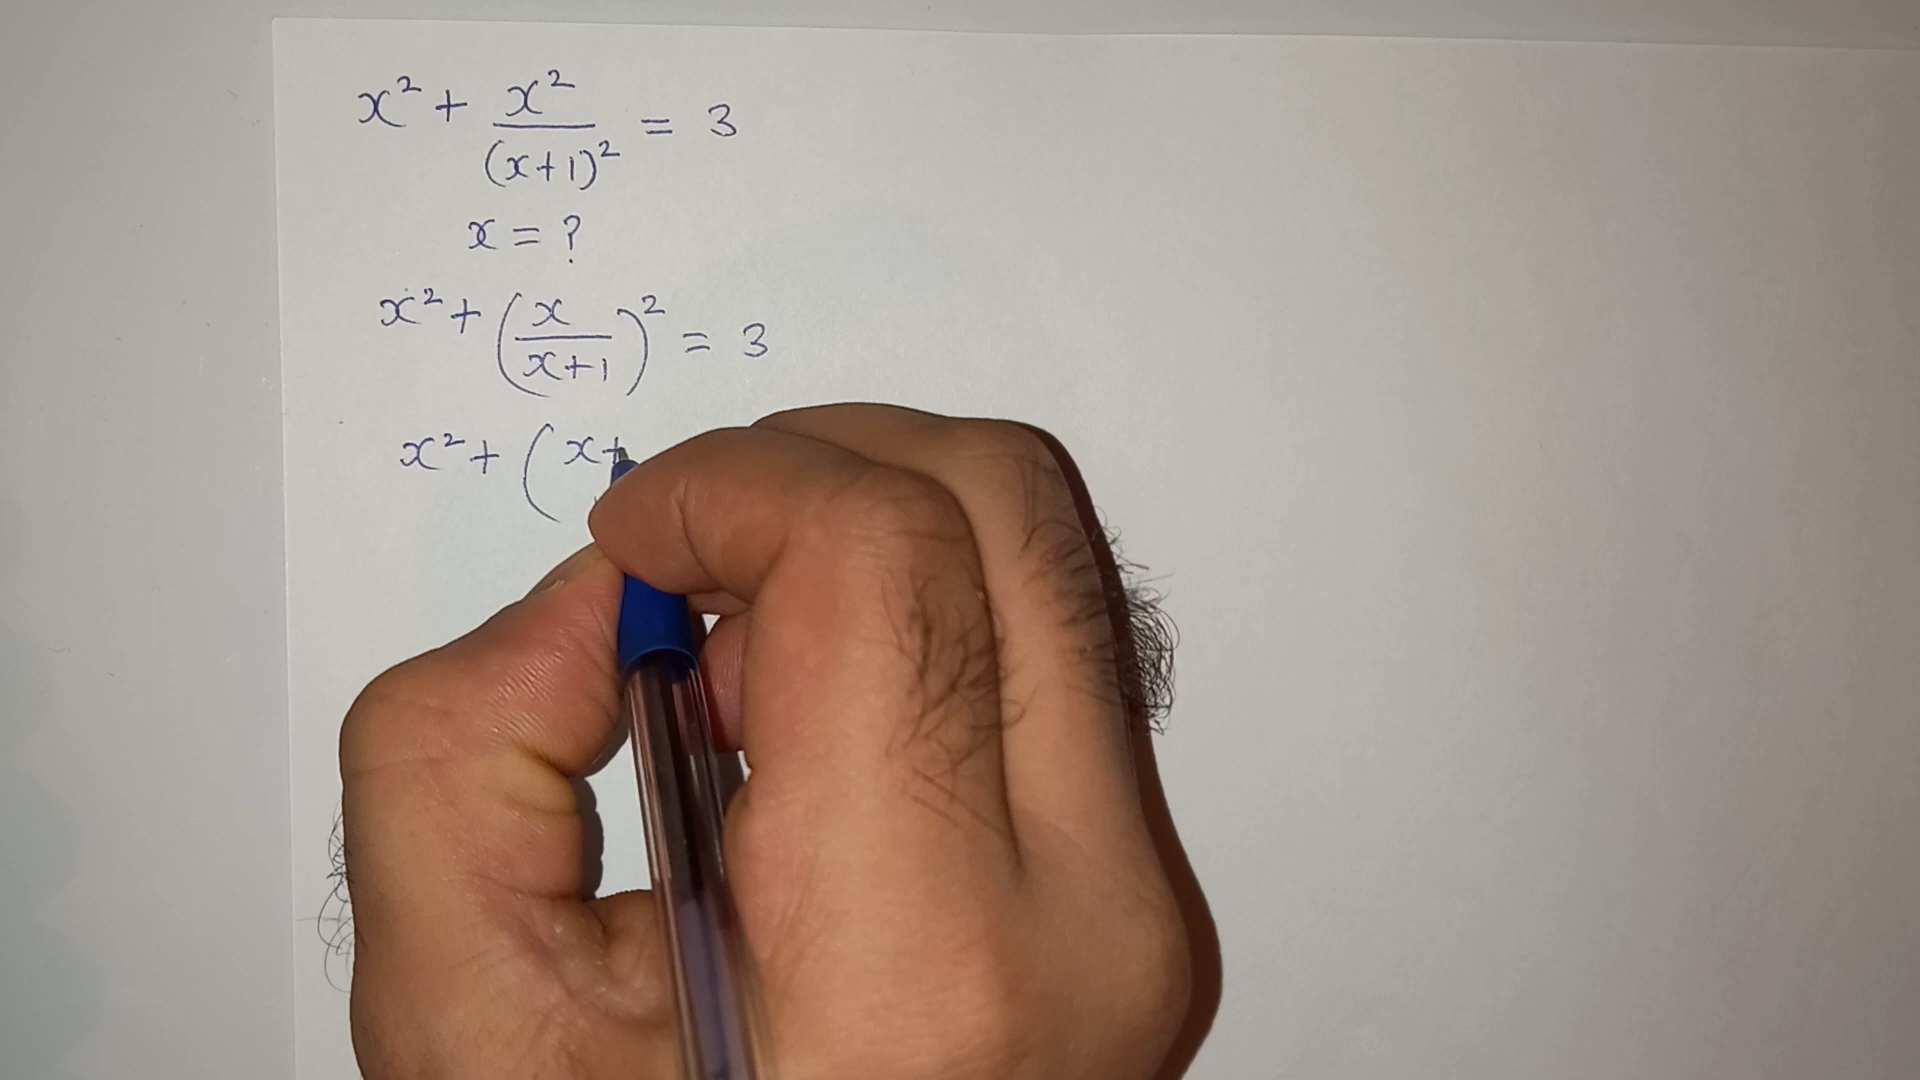 x² + x²/(x+1)² = 3
x = ?
x² + (x/(x+1))² = 3
x² + (x+